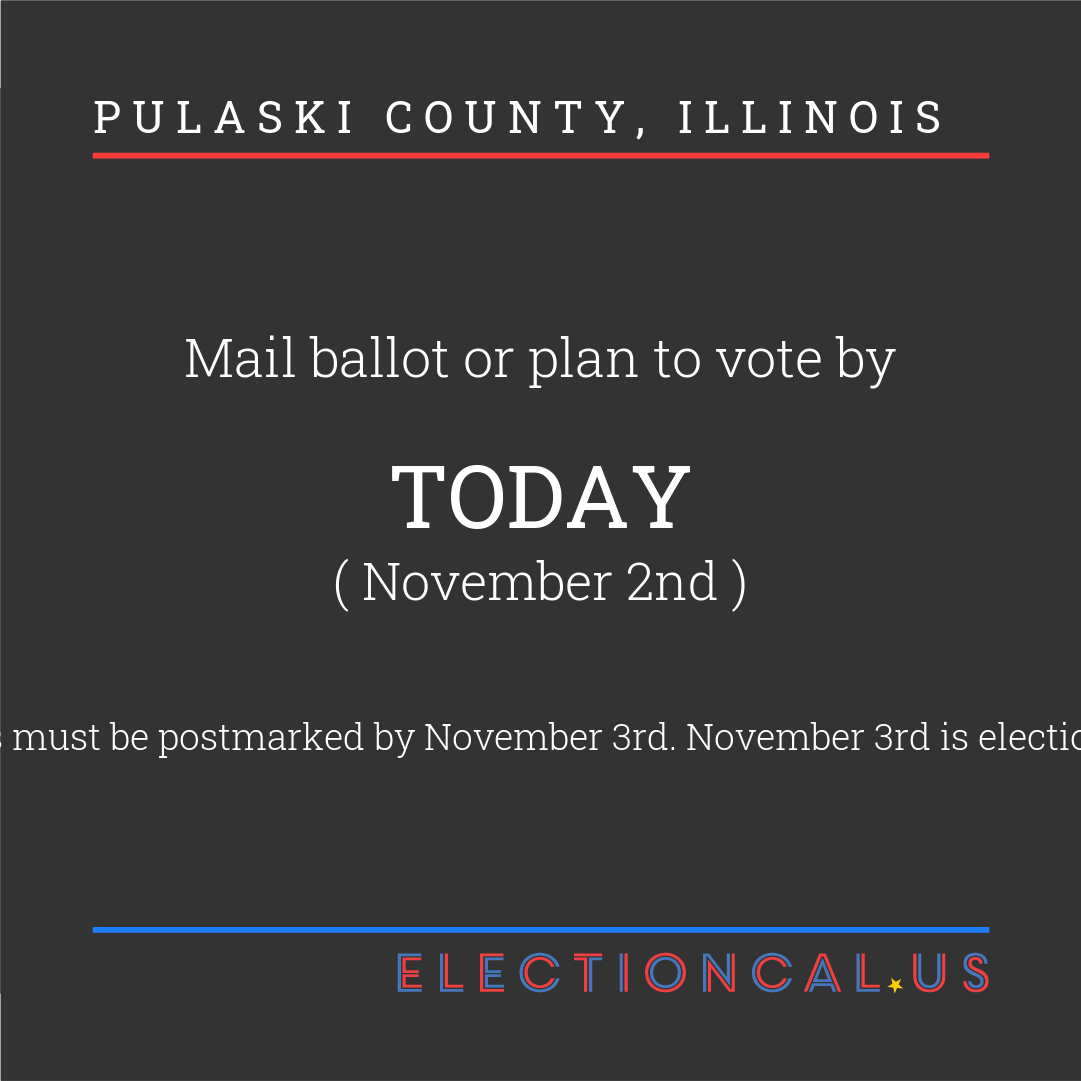 PULASKI COUNTY, ILLINOIS
Mail ballot or plan to vote by
TODAY
( November 2nd )
must be postmarked by November 3rd. November 3rd is
ELECTIONCAL.US